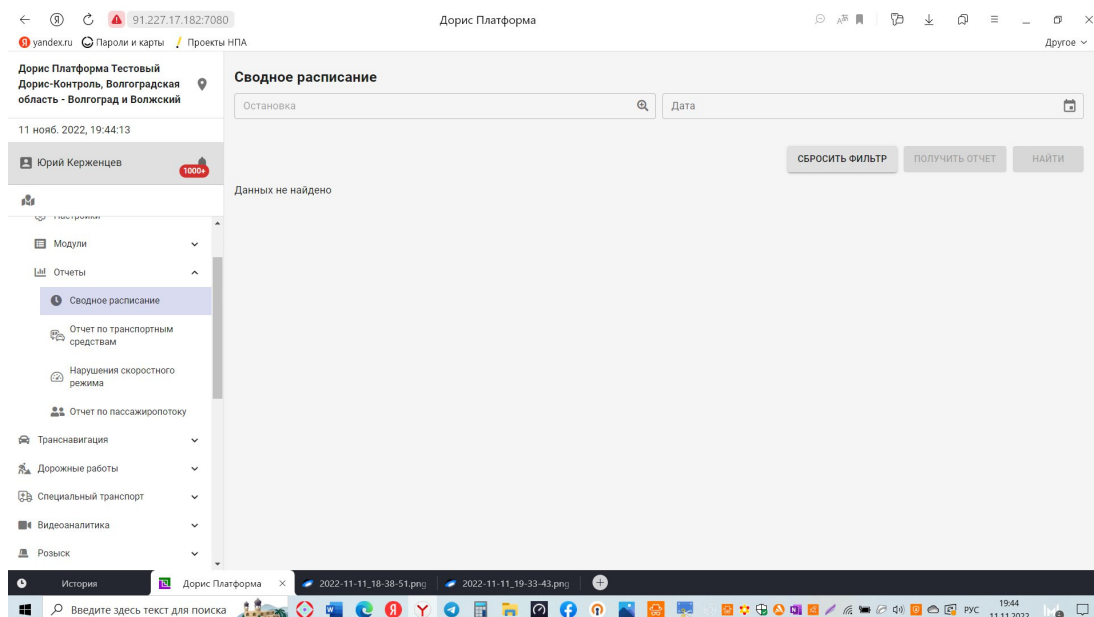 91.227.17.182:7080
Дорис Платформа
yandex.ru
Пароли и карты
Проекты НПА
Другое
Дорис Платформа Тестовый
Дорис-Контроль, Волгоградская
область - Волгоград и Волжский
11 нояб. 2022, 19:44:13
Юрий Керженцев
1000+
Настройки
Модули
Отчеты
Сводное расписание
Отчет по транспортным
средствам
Нарушения скоростного
режима
Отчет по пассажиропотоку
Транснавигация
Дорожные работы
Специальный транспорт
Видеоаналитика
Розыск
Сводное расписание
Остановка
Дата
СБРОСИТЬ ФИЛЬТР
ПОЛУЧИТЬ ОТЧЕТ
НАЙТИ
Данных не найдено
История
Дорис Платформа
2022-11-11_18-38-51.png
2022-11-11_19-33-43.png
Введите здесь текст для поиска
РУС
19:44
11.11.2022